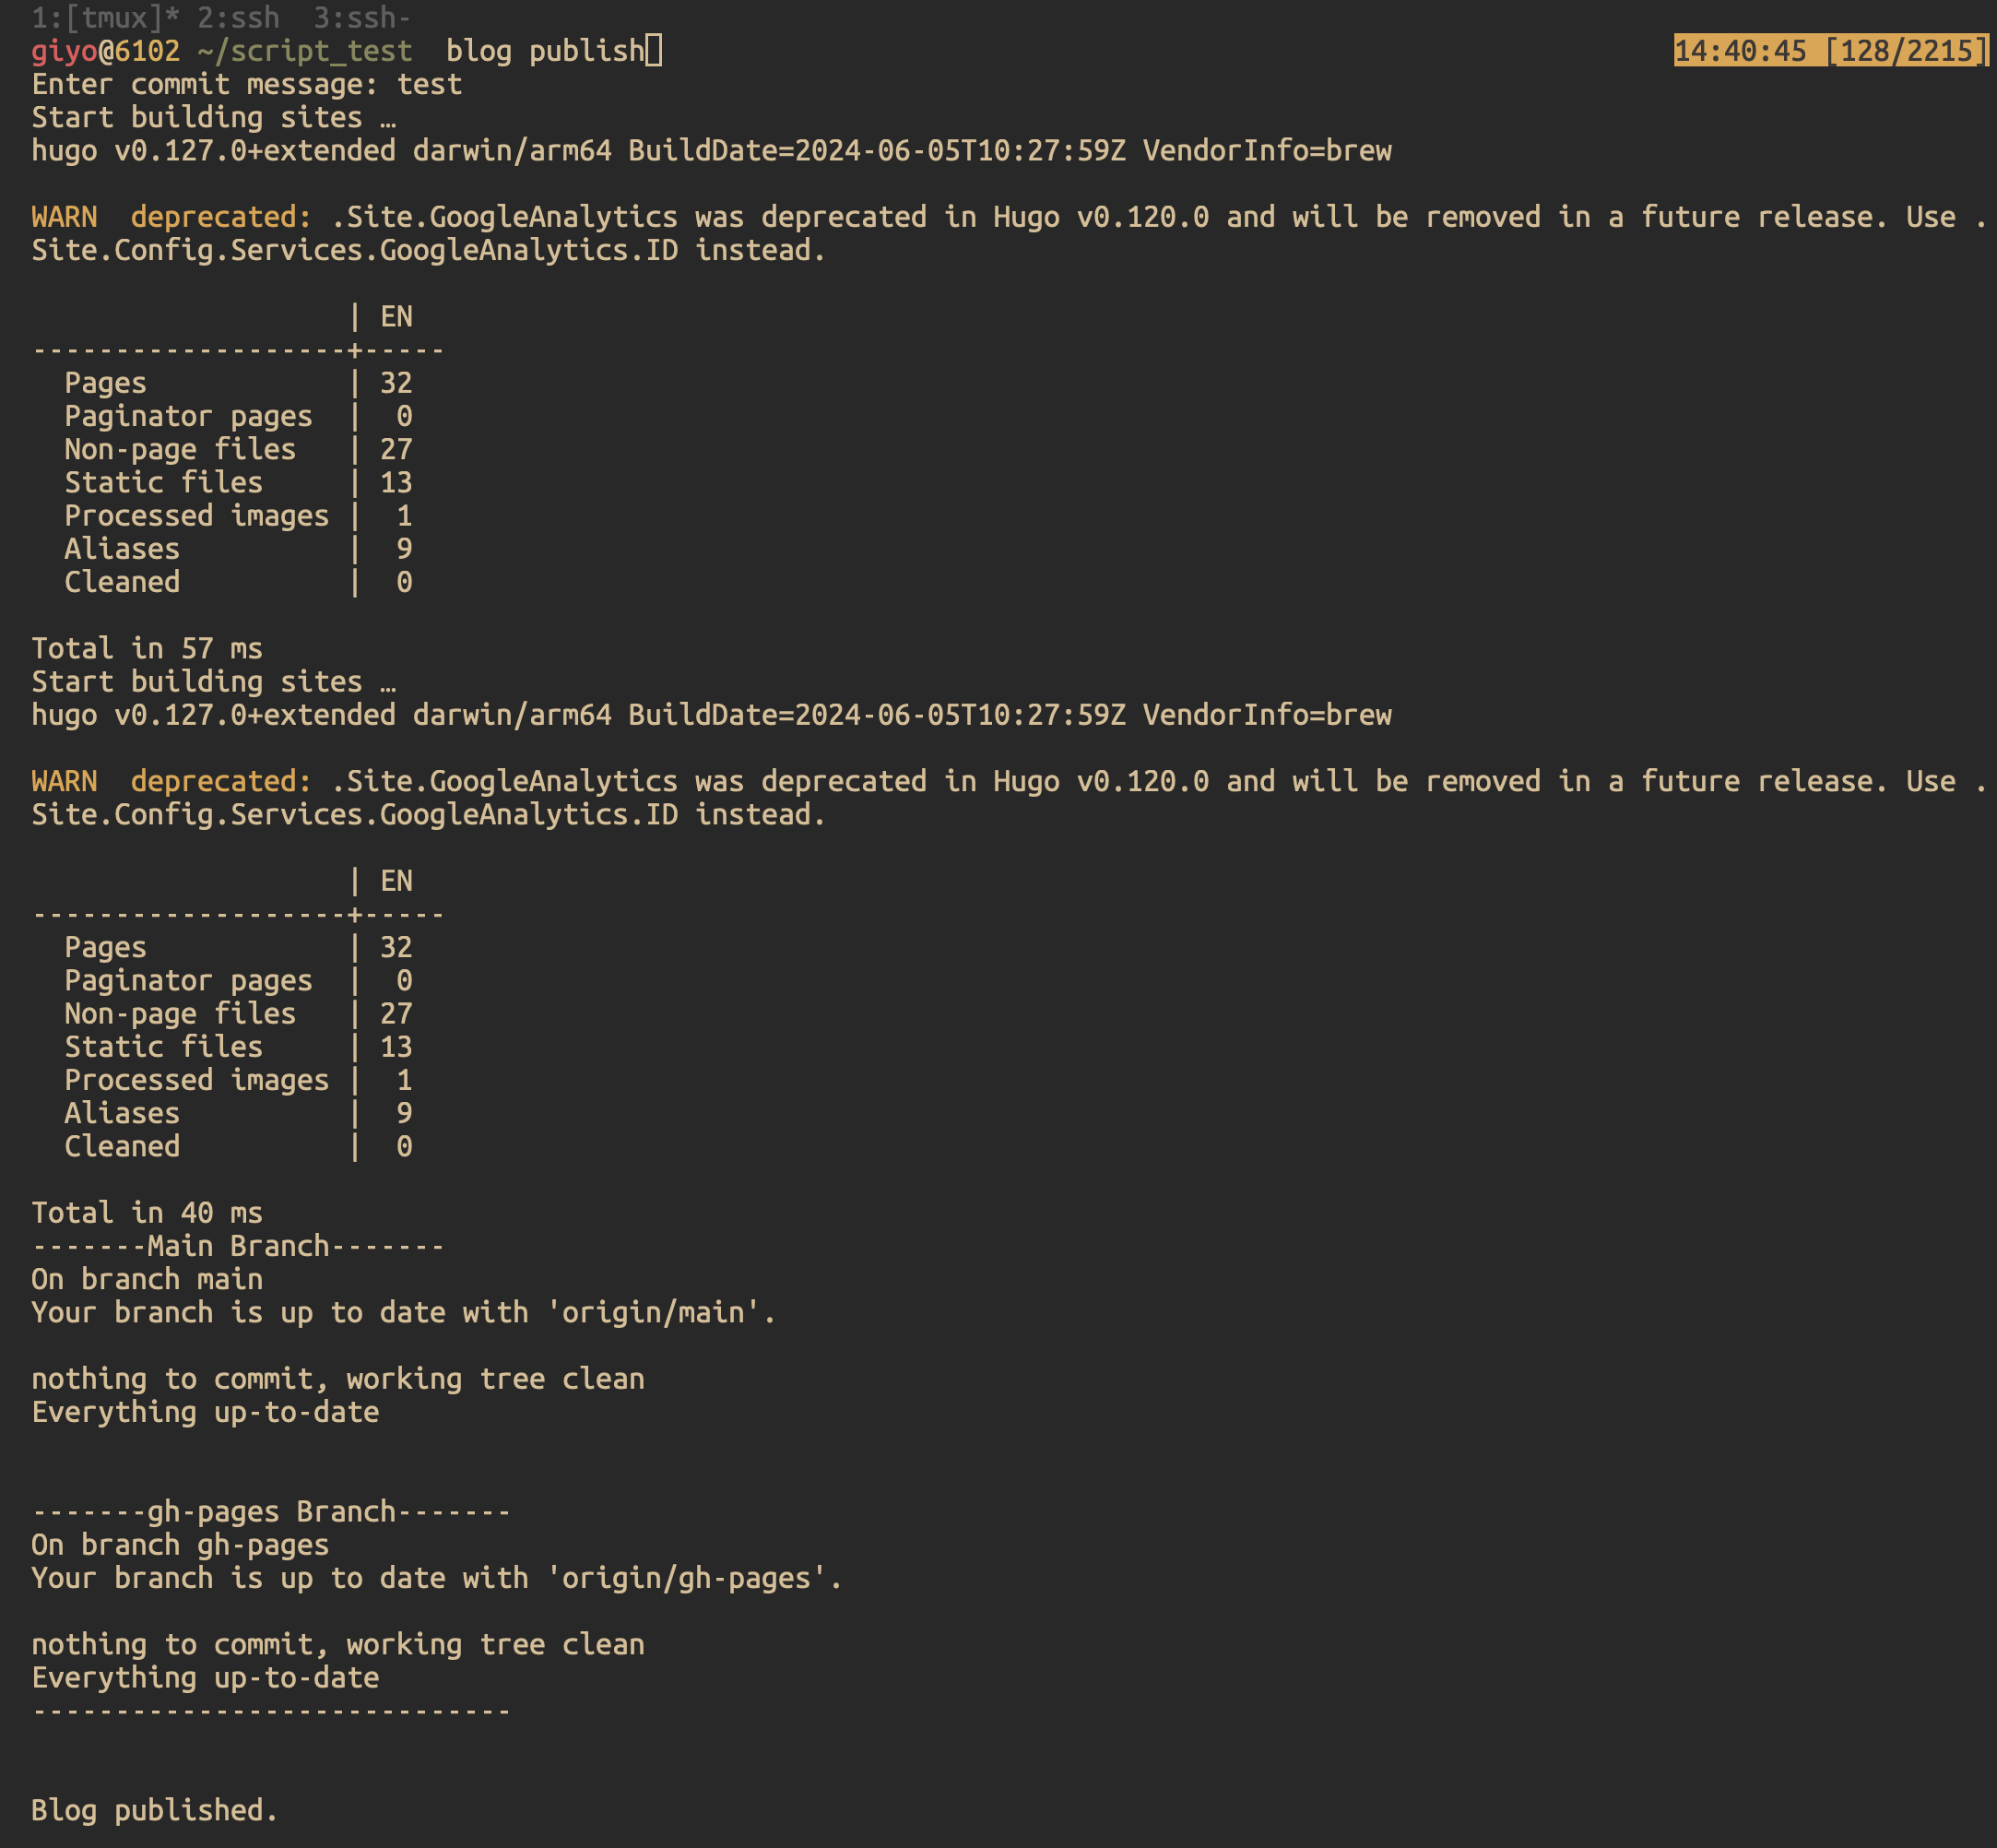 1:[tmux]* 2:ssh  3:ssh-
giyo@6102 ~/script_test  blog publish 14:40:45 [128/2215]
Enter commit message: test
Start building sites …
hugo v0.127.0+extended darwin/arm64 BuildDate=2024-06-05T10:27:59Z VendorInfo=brew

WARN  deprecated: .Site.GoogleAnalytics was deprecated in Hugo v0.120.0 and will be removed in a future release. Use .
Site.Config.Services.GoogleAnalytics.ID instead.

                   | EN
-------------------+-----
  Pages            | 32
  Paginator pages  |  0
  Non-page files   | 27
  Static files     | 13
  Processed images |  1
  Aliases          |  9
  Cleaned          |  0

Total in 57 ms
Start building sites …
hugo v0.127.0+extended darwin/arm64 BuildDate=2024-06-05T10:27:59Z VendorInfo=brew

WARN  deprecated: .Site.GoogleAnalytics was deprecated in Hugo v0.120.0 and will be removed in a future release. Use .
Site.Config.Services.GoogleAnalytics.ID instead.

                   | EN
-------------------+-----
  Pages            | 32
  Paginator pages  |  0
  Non-page files   | 27
  Static files     | 13
  Processed images |  1
  Aliases          |  9
  Cleaned          |  0

Total in 40 ms
-------Main Branch-------
On branch main
Your branch is up to date with 'origin/main'.

nothing to commit, working tree clean
Everything up-to-date

-------gh-pages Branch-------
On branch gh-pages
Your branch is up to date with 'origin/gh-pages'.

nothing to commit, working tree clean
Everything up-to-date
-----------------------------

Blog published.